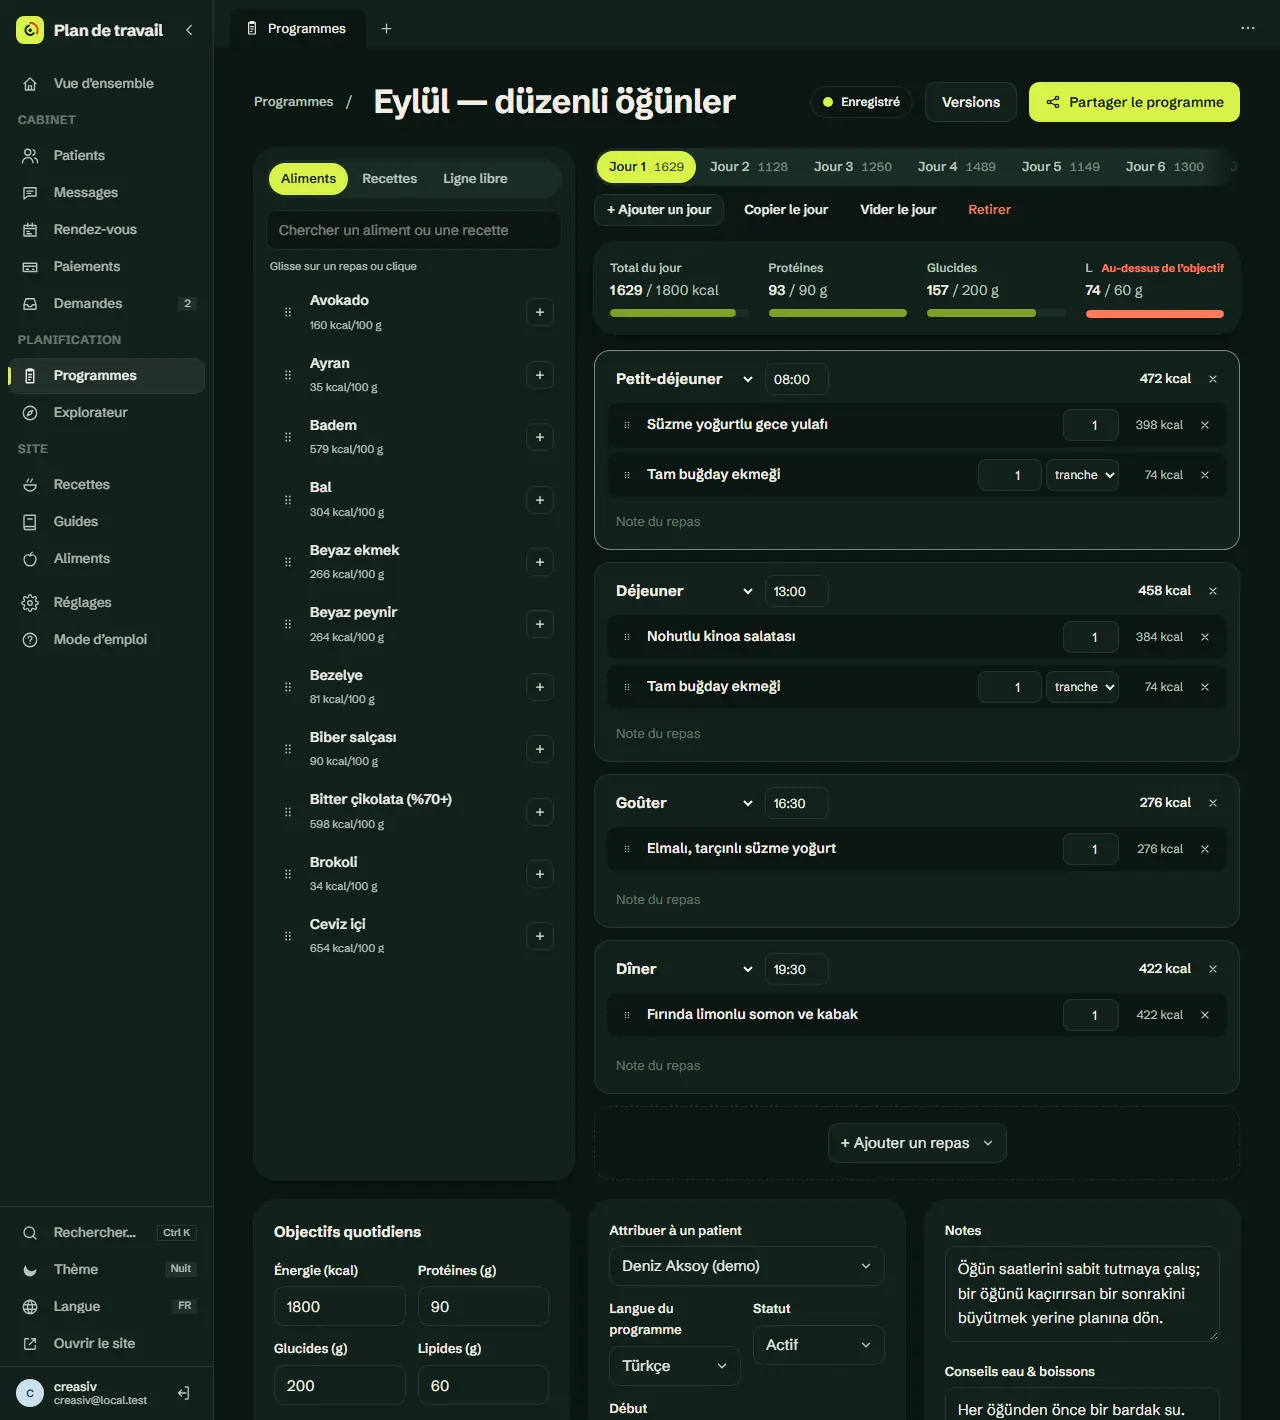 Plan de travail
Vue d'ensemble
CABINET
Patients
Messages
Rendez-vous
Paiements
Demandes 2
PLANIFICATION
Programmes
Explorateur
SITE
Recettes
Guides
Aliments
Réglages
Mode d'emploi
Rechercher... Ctrl K
Thème Nuit
Langue FR
Ouvrir le site
C
creasiv
creasiv@local.test
Programmes
Programmes / Eylül — düzenli öğünler
Enregistré
Versions
Partager le programme
Aliments Recettes Ligne libre
Chercher un aliment ou une recette
Glisse sur un repas ou clique
Avokado
160 kcal/100 g
Ayran
35 kcal/100 g
Badem
579 kcal/100 g
Bal
304 kcal/100 g
Beyaz ekmek
266 kcal/100 g
Beyaz peynir
264 kcal/100 g
Bezelye
81 kcal/100 g
Biber salçası
90 kcal/100 g
Bitter çikolata (%70+)
598 kcal/100 g
Brokoli
34 kcal/100 g
Ceviz içi
654 kcal/100 g
Jour 1 1629 Jour 2 1128 Jour 3 1250 Jour 4 1489 Jour 5 1149 Jour 6 1300 J
+ Ajouter un jour Copier le jour Vider le jour Retirer
Total du jour
1629 / 1800 kcal
Protéines
93 / 90 g
Glucides
157 / 200 g
L Au-dessus de l'objectif
74 / 60 g
Petit-déjeuner 08:00 472 kcal
Süzme yoğurtlu gece yulafı 1 398 kcal
Tam buğday ekmeği 1 tranche 74 kcal
Note du repas
Déjeuner 13:00 458 kcal
Nohutlu kinoa salatası 1 384 kcal
Tam buğday ekmeği 1 tranche 74 kcal
Note du repas
Goûter 16:30 276 kcal
Elmalı, tarçınlı süzme yoğurt 1 276 kcal
Note du repas
Dîner 19:30 422 kcal
Fırında limonlu somon ve kabak 1 422 kcal
Note du repas
+ Ajouter un repas
Objectifs quotidiens
Énergie (kcal) Protéines (g)
1800 90
Glucides (g) Lipides (g)
200 60
Attribuer à un patient
Deniz Aksoy (demo)
Langue du
programme
Türkçe
Statut
Actif
Début
Notes
Öğün saatlerini sabit tutmaya çalış;
bir öğünü kaçırırsan bir sonrakini
büyütmek yerine planına dön.
Conseils eau & boissons
Her öğünden önce bir bardak su.